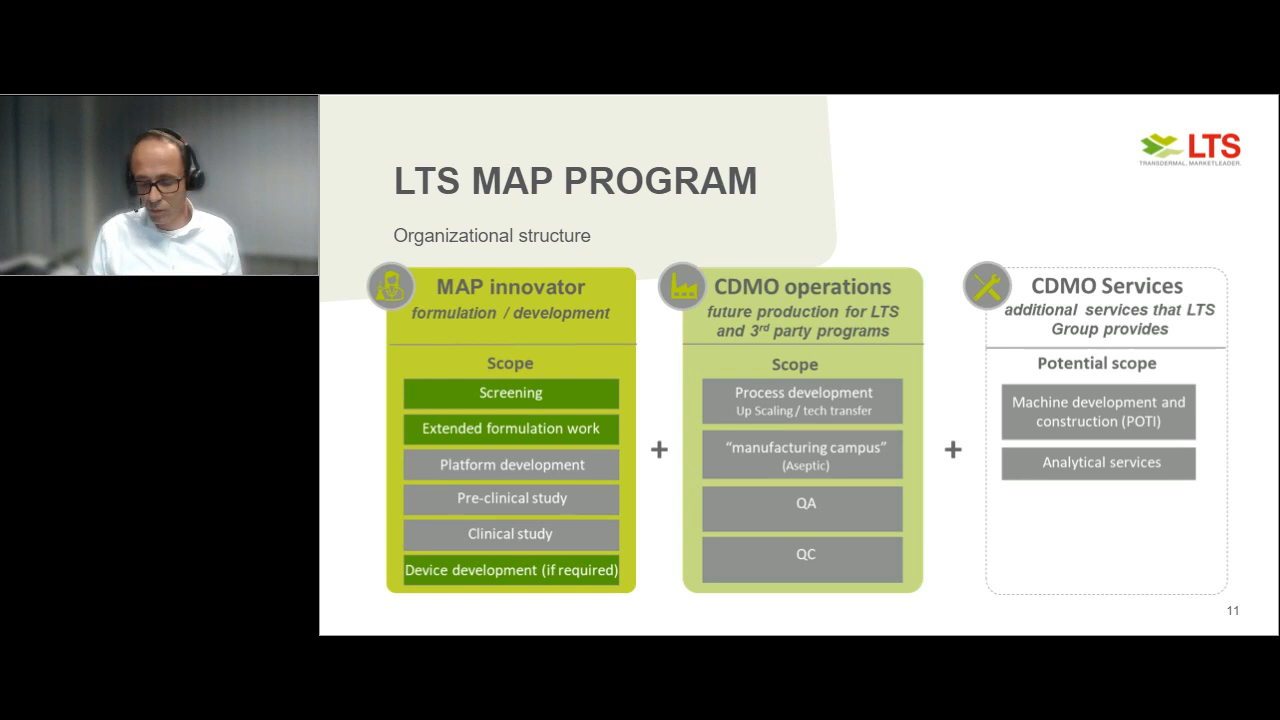 LTS
TRANSDERMAL. MARKETLEADER.
LTS MAP PROGRAM
Organizational structure
MAP innovator
formulation / development
Scope
Screening
Extended formulation work
Platform development
Pre-clinical study
Clinical study
Device development (if required)
+
CDMO operations
future production for LTS
and 3rd party programs
Scope
Process development
Up Scaling / tech transfer
“manufacturing campus”
(Aseptic)
QA
QC
+
CDMO Services
additional services that LTS
Group provides
Potential scope
Machine development and
construction (POTI)
Analytical services
11